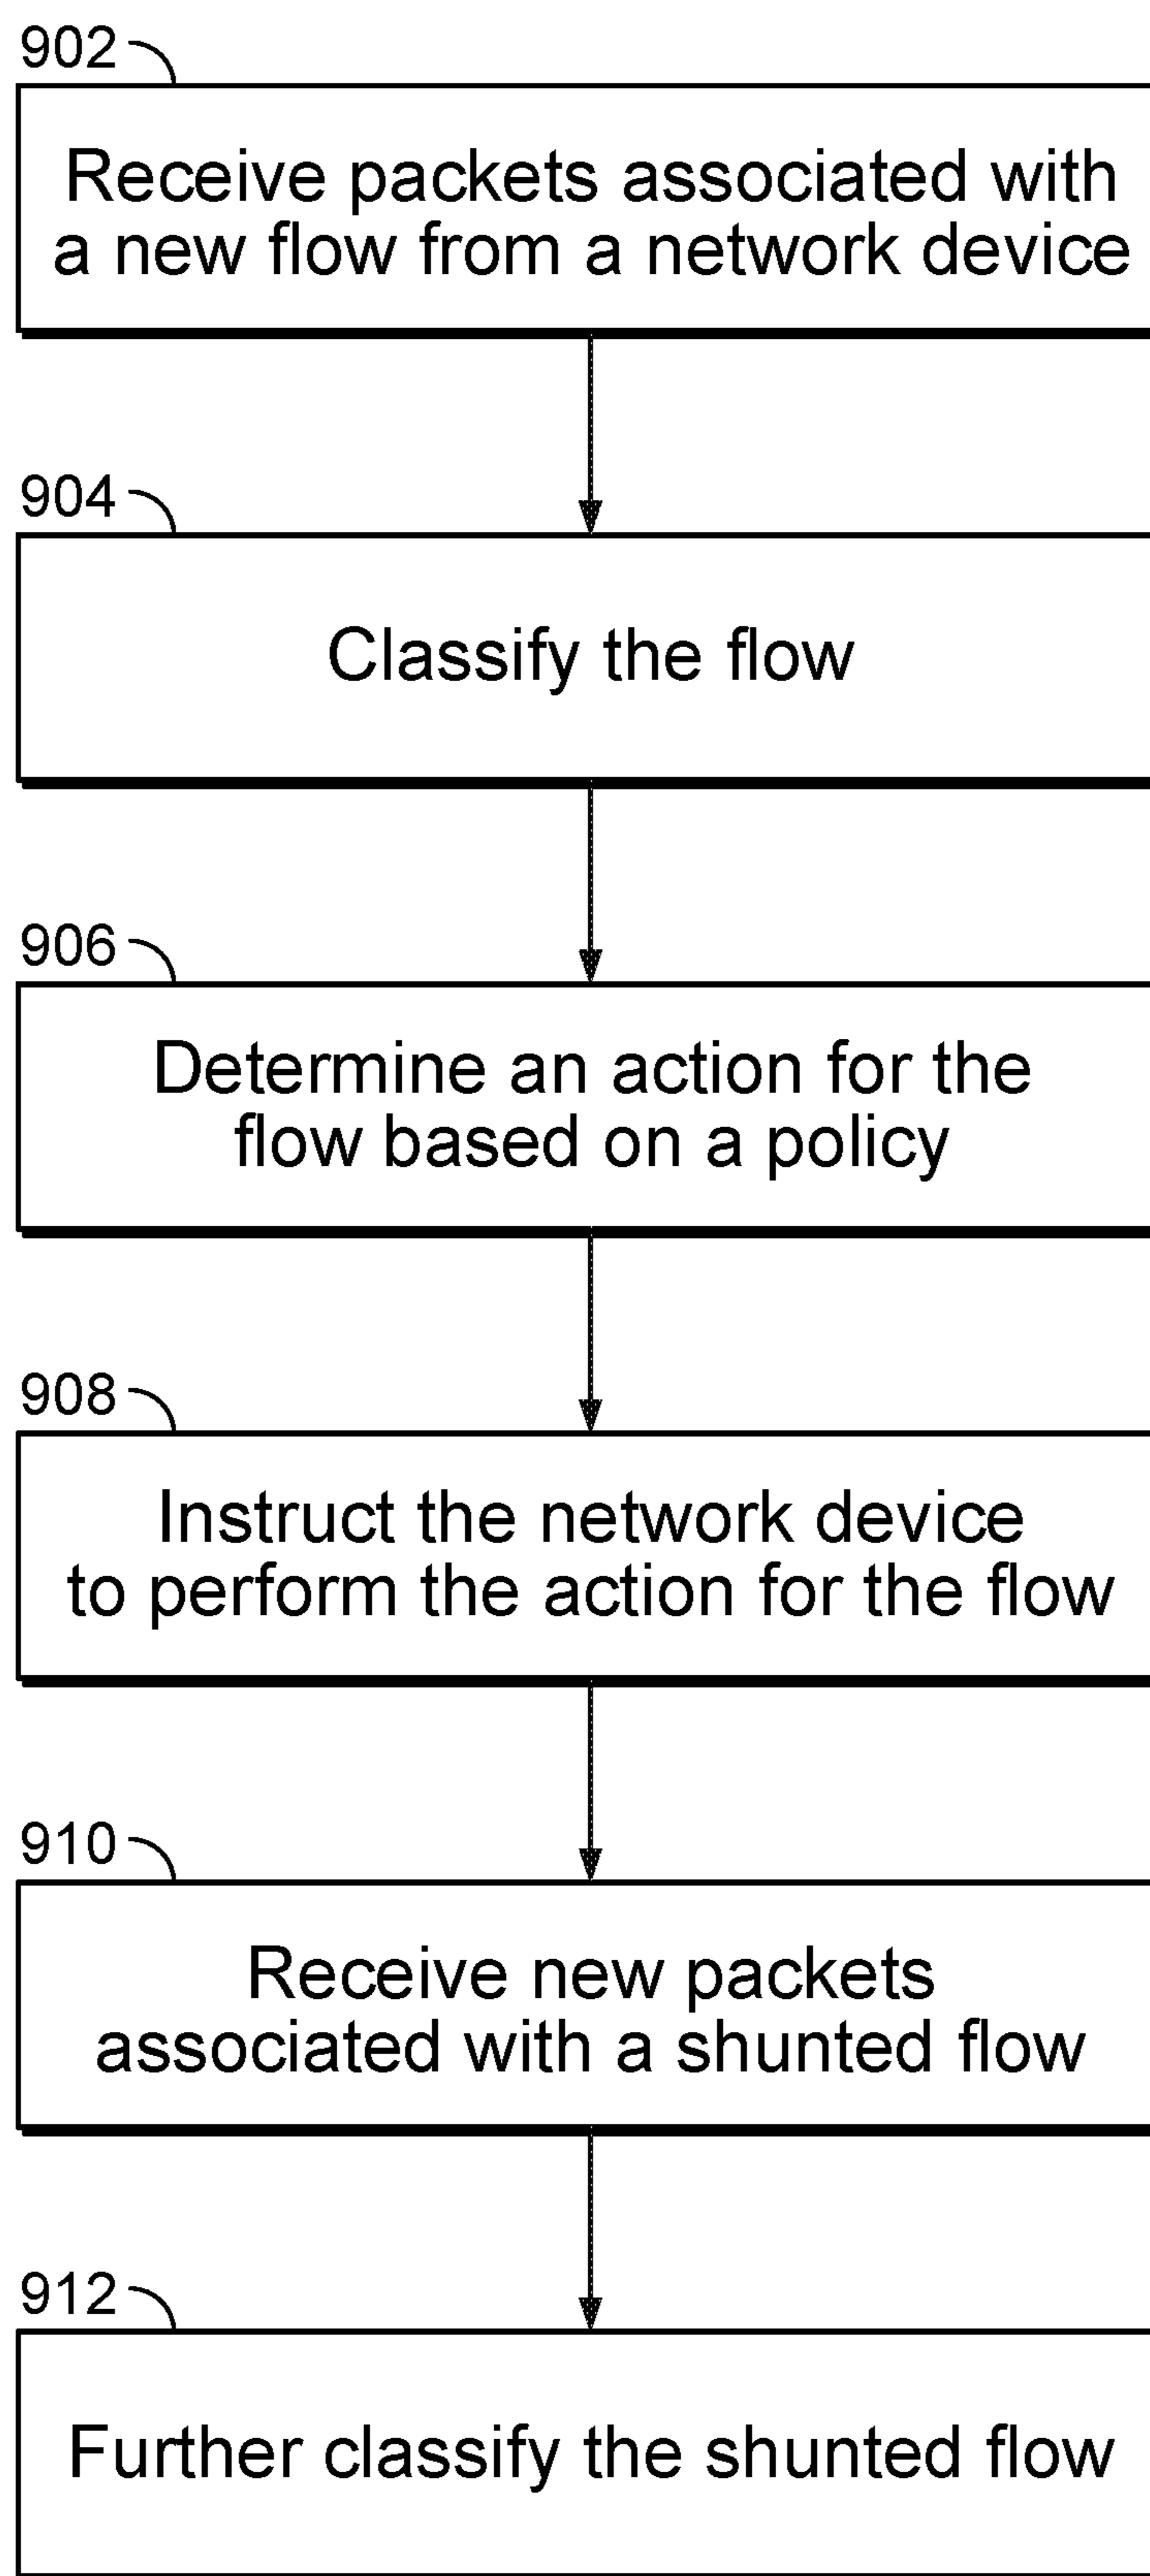 902
Receive packets associated with
a new flow from a network device
904
Classify the flow
906
Determine an action for the
flow based on a policy
908
Instruct the network device
to perform the action for the flow
910
Receive new packets
associated with a shunted flow
912
Further classify the shunted flow